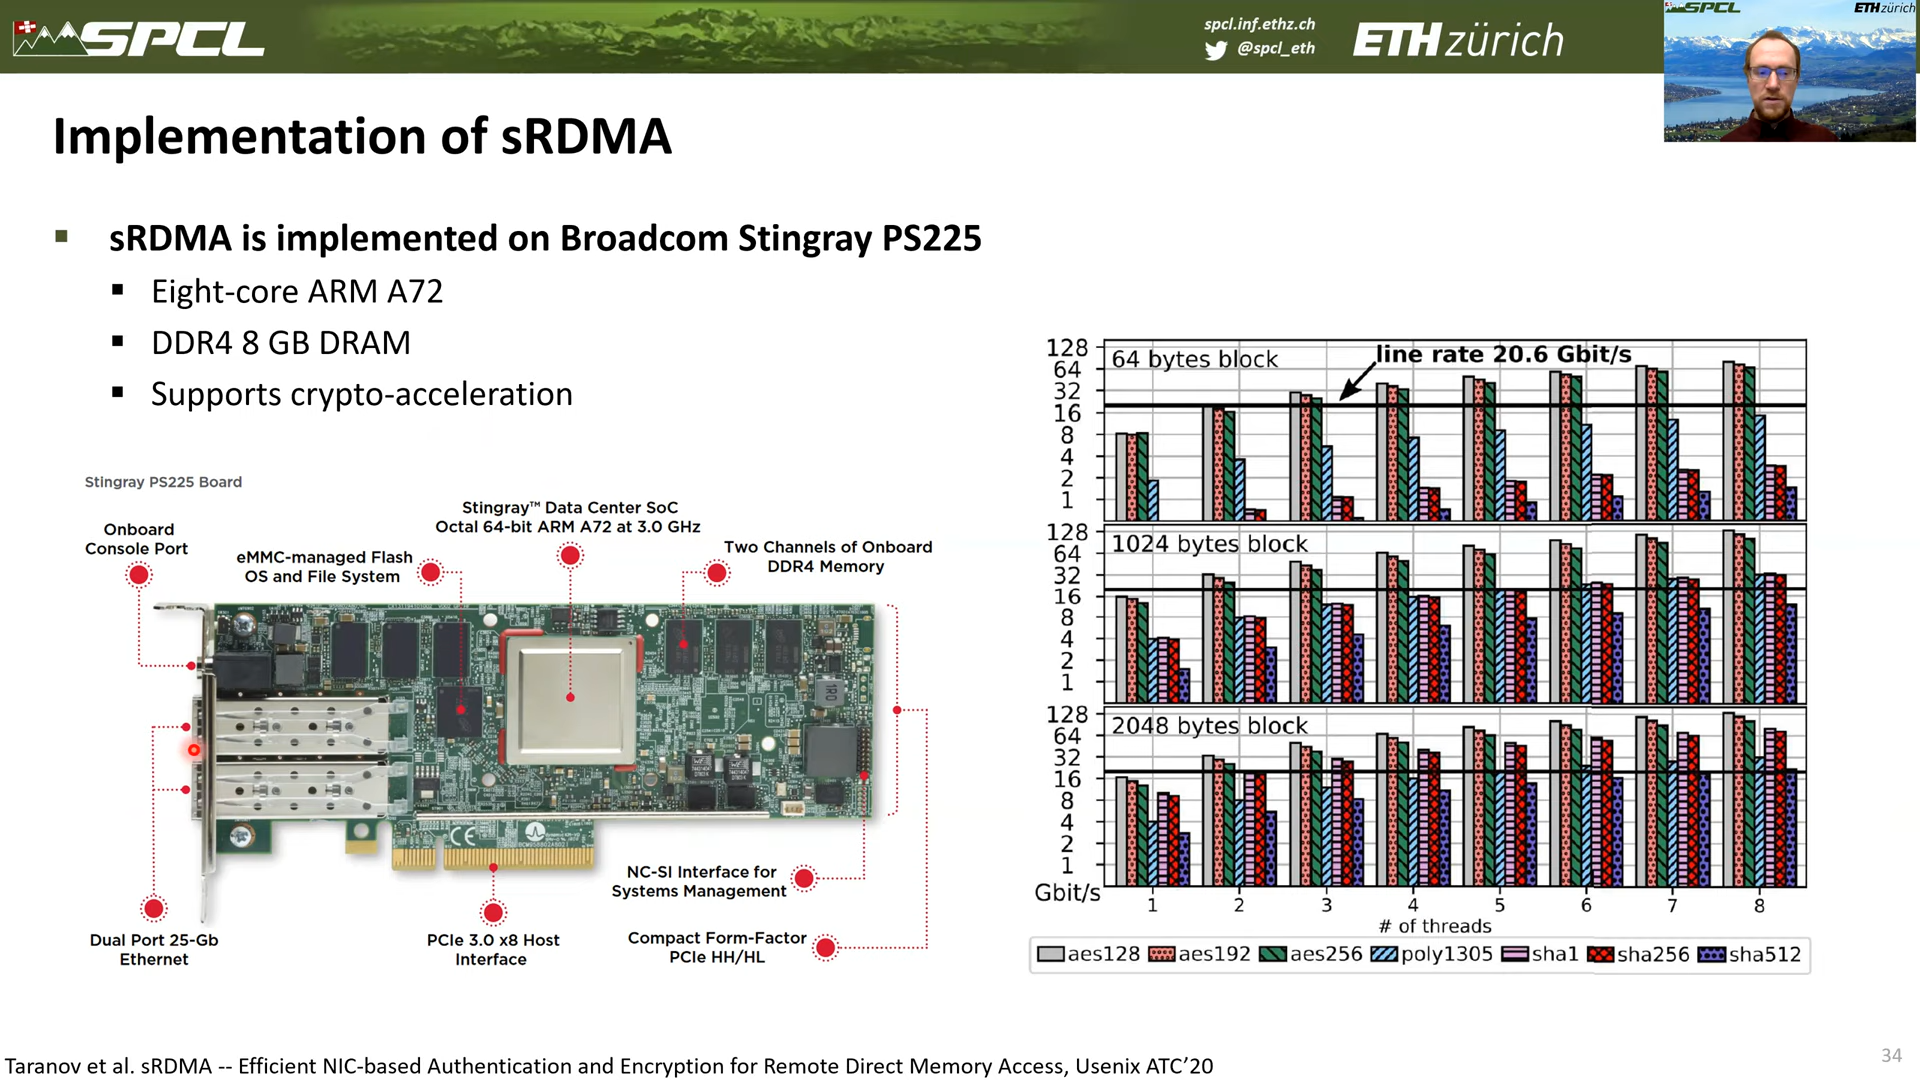 SPCL
spcl.inf.ethz.ch
@spcl_eth
ETH zürich
SPCL
ETH zürich
Implementation of sRDMA
sRDMA is implemented on Broadcom Stingray PS225
Eight-core ARM A72
DDR4 8 GB DRAM
Supports crypto-acceleration
Stingray PS225 Board
Onboard
Console Port
eMMC-managed Flash
OS and File System
Stingray™ Data Center SoC
Octal 64-bit ARM A72 at 3.0 GHz
Two Channels of Onboard
DDR4 Memory
Dual Port 25-Gb
Ethernet
PCIe 3.0 x8 Host
Interface
NC-SI Interface for
Systems Management
Compact Form-Factor
PCIe HH/HL
64 bytes block
line rate 20.6 Gbit/s
128
64
32
16
8
4
2
1
1024 bytes block
128
64
32
16
8
4
2
1
2048 bytes block
128
64
32
16
8
4
2
1
Gbit/s
1 2 3 4 5 6 7 8
# of threads
aes128 aes192 aes256 poly1305 sha1 sha256 sha512
Taranov et al. sRDMA -- Efficient NIC-based Authentication and Encryption for Remote Direct Memory Access, Usenix ATC’20
34